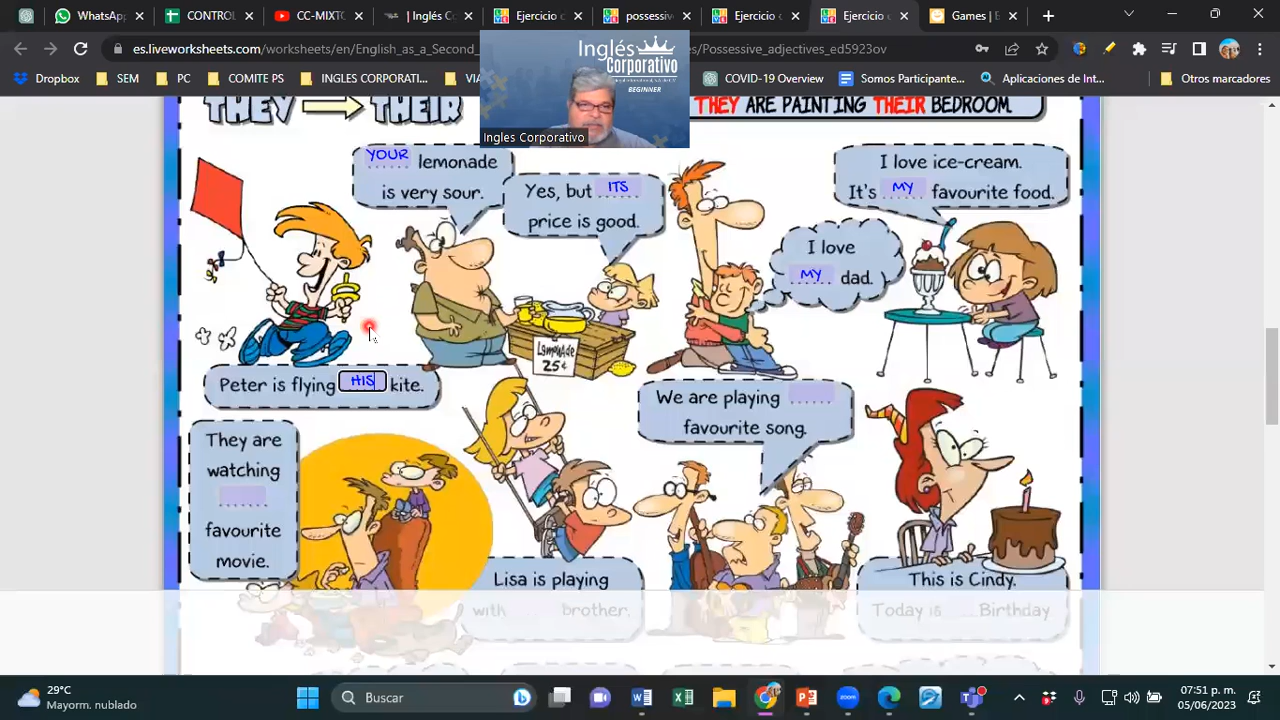 WhatsApp
CONTROL
CC-MIXTO
Inglés Co
Ejercicio c
possessive
Ejercicio c
Ejercicio c
Games | B
es.liveworksheets.com/worksheets/en/English_as_a_Second_
/Possessive_adjectives_ed5923ov
Dropbox
SEM
PC
COMITE PS
INGLES CORPORATI...
COVID-19 Overview
Somos Participante...
Aplicaciones de Int...
Otros marcadores
Inglés
Corporativo
BEGINNER
Ingles Corporativo
THEY THEIR
THEY ARE PAINTING THEIR BEDROOM.
YOUR lemonade
is very sour.
Yes, but ITS
price is good.
I love ice-cream.
It's MY favourite food.
I love
MY dad.
Lemonade
25¢
Peter is flying HIS kite.
We are playing ......
favourite song.
They are
watching
.......
favourite
movie.
Lisa is playing
with brother.
This is Cindy.
Today is Birthday
29°C
Mayorm. nublado
Buscar
07:51 p. m.
05/06/2023